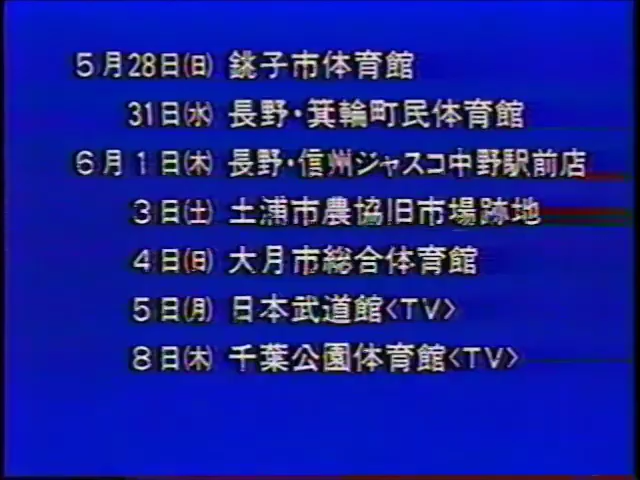 5月28日(日) 銚子市体育館
31日(水) 長野・箕輪町民体育館
6月1日(木) 長野・信州ジャスコ中野駅前店
3日(土) 土浦市農協旧市場跡地
4日(日) 大月市総合体育館
5日(月) 日本武道館<TV>
8日(木) 千葉公園体育館<TV>